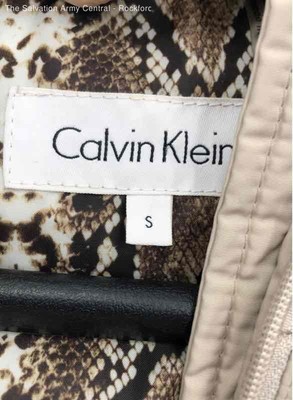 The Salvation Army Central - Rockforc
Calvin Klein
S